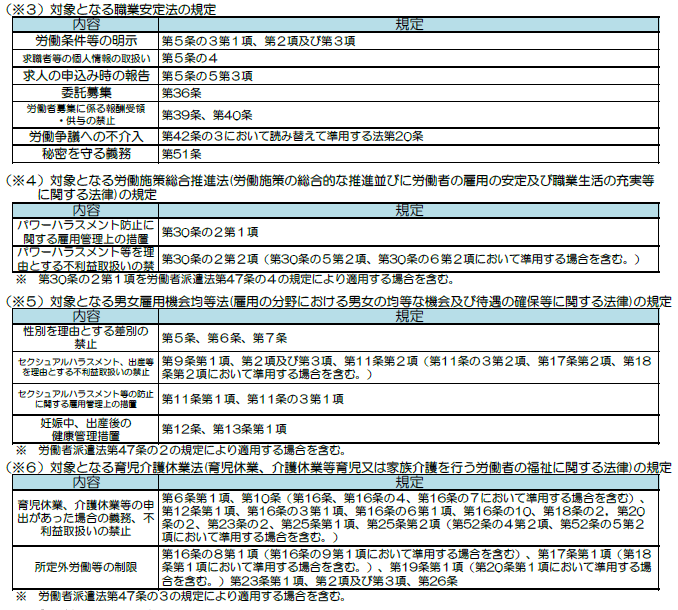 (※3) 対象となる職業安定法の規定
内容 規定
労働条件等の明示 第5条の3第1項、第2項及び第3項
求職者等の個人情報の取扱い 第5条の4
求人の申込み時の報告 第5条の5第3項
委託募集 第36条
労働者募集に係る報酬受領
・供与の禁止 第39条、第40条
労働争議への不介入 第42条の3において読み替えて準用する法第20条
秘密を守る義務 第51条
(※4) 対象となる労働施策総合推進法(労働施策の総合的な推進並びに労働者の雇用の安定及び職業生活の充実等
に関する法律)の規定
内容 規定
パワーハラスメント防止に
関する雇用管理上の措置 第30条の2第1項
パワーハラスメント等を理
由とする不利益取扱いの禁 第30条の2第2項(第30条の5第2項、第30条の6第2項において準用する場合を含む。)
※ 第30条の2第1項を労働者派遣法第47条の4の規定により適用する場合を含む。
(※5) 対象となる男女雇用機会均等法(雇用の分野における男女の均等な機会及び待遇の確保等に関する法律)の規定
内容 規定
性別を理由とする差別の
禁止 第5条、第6条、第7条
セクシュアルハラスメント、出産等
を理由とする不利益取扱いの禁止
第9条第1項、第2項及び第3項、第11条第2項(第11条の3第2項、第17条第2項、第18
条第2項において準用する場合を含む。)
セクシュアルハラスメント等の防止
に関する雇用管理上の措置 第11条第1項、第11条の3第1項
妊娠中、出産後の
健康管理措置 第12条、第13条第1項
※ 労働者派遣法第47条の2の規定により適用する場合を含む。
(※6) 対象となる育児介護休業法(育児休業、介護休業等育児又は家族介護を行う労働者の福祉に関する法律)の規定
内容 規定
育児休業、介護休業等の申
出があった場合の義務、不
利益取扱いの禁止
第6条第1項、第10条(第16条、第16条の4、第16条の7において準用する場合を含む)、
第12条第1項、第16条の3第1項、第16条の6第1項、第16条の10、第18条の2，第20
条の2、第23条の2、第25条第1項、第25条第2項(第52条の4第2項、第52条の5第2
項において準用する場合を含む。)
所定外労働等の制限
第16条の8第1項(第16条の9第1項において準用する場合を含む)、第17条第1項(第18
条第1項において準用する場合を含む。)、第19条第1項(第20条第1項において準用する場
合を含む。)第23条第1項、第2項及び第3項、第26条
※ 労働者派遣法第47条の3の規定により適用する場合を含む。